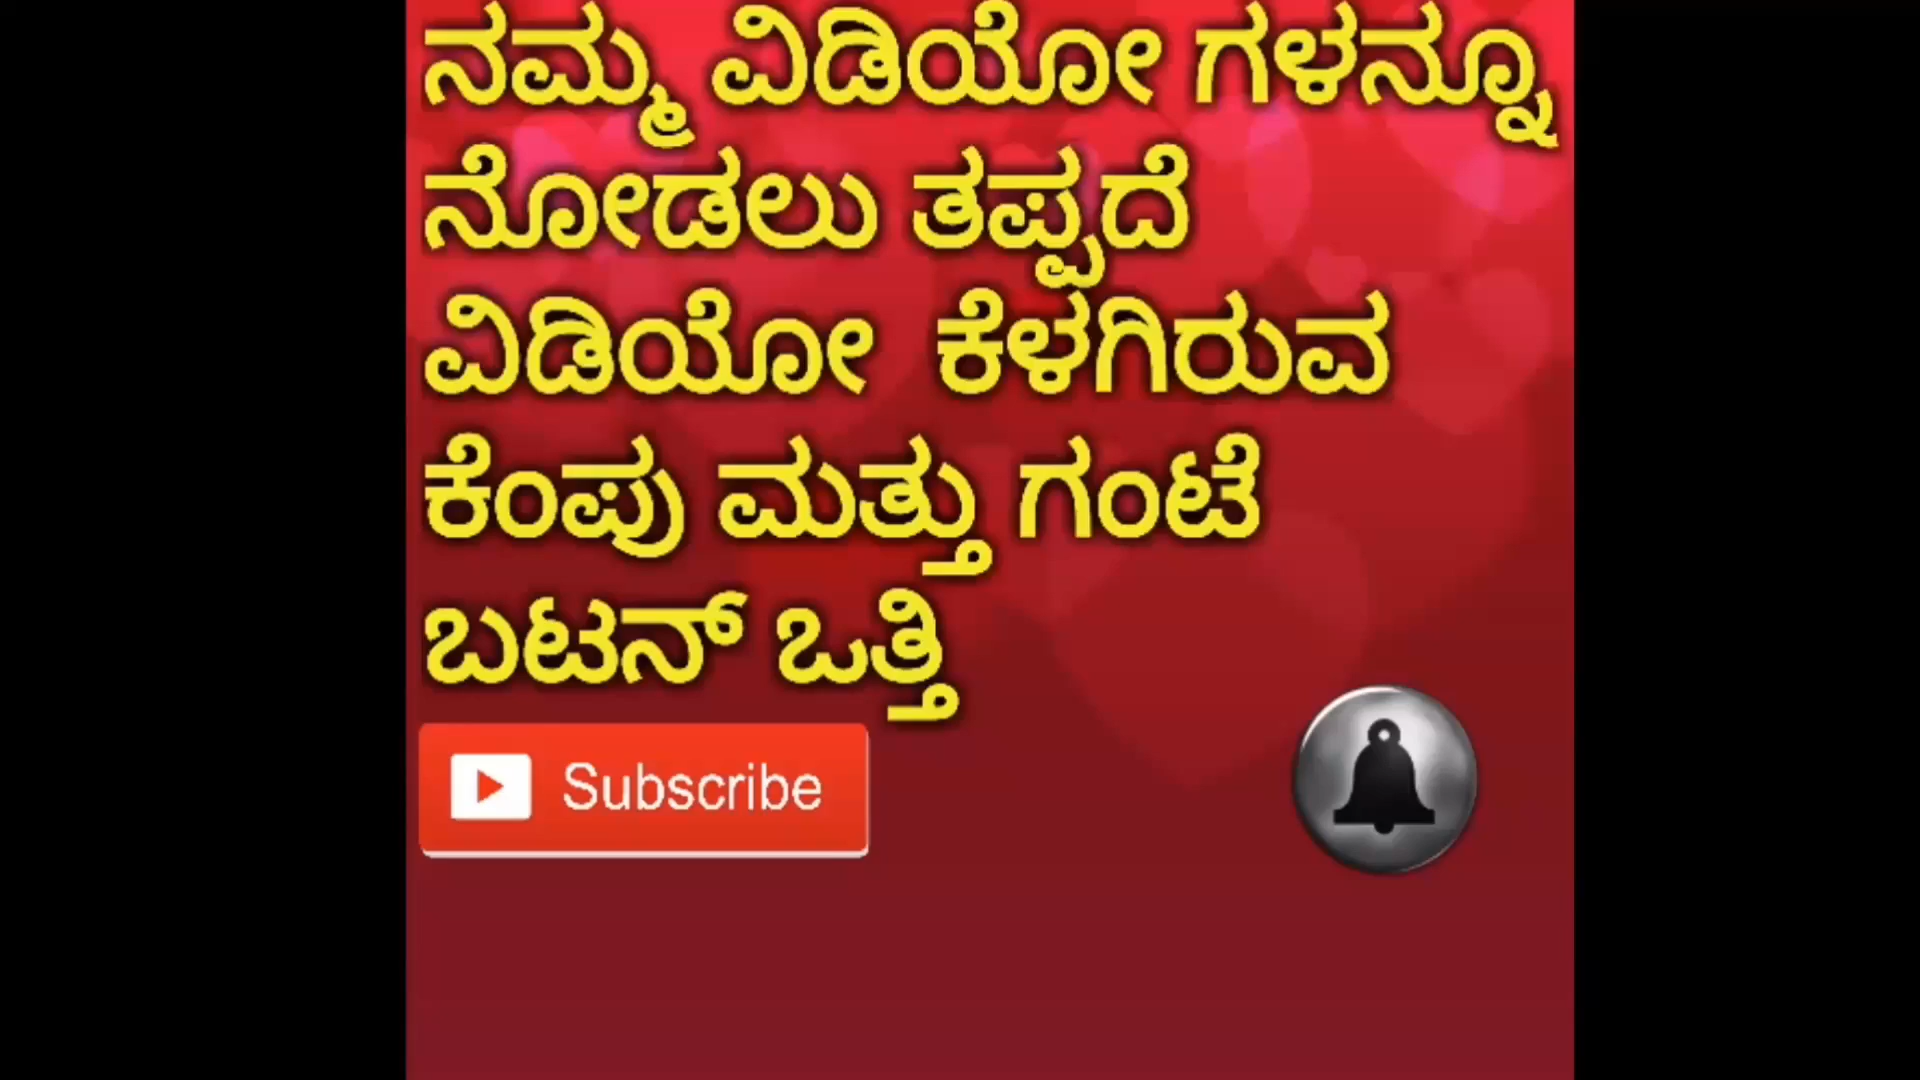 ನಮ್ಮ ವಿಡಿಯೋ ಗಳನ್ನೂ
ನೋಡಲು ತಪ್ಪದೆ
ವಿಡಿಯೋ ಕೆಳಗಿರುವ
ಕೆಂಪು ಮತ್ತು ಗಂಟೆ
ಬಟನ್ ಒತ್ತಿ
Subscribe